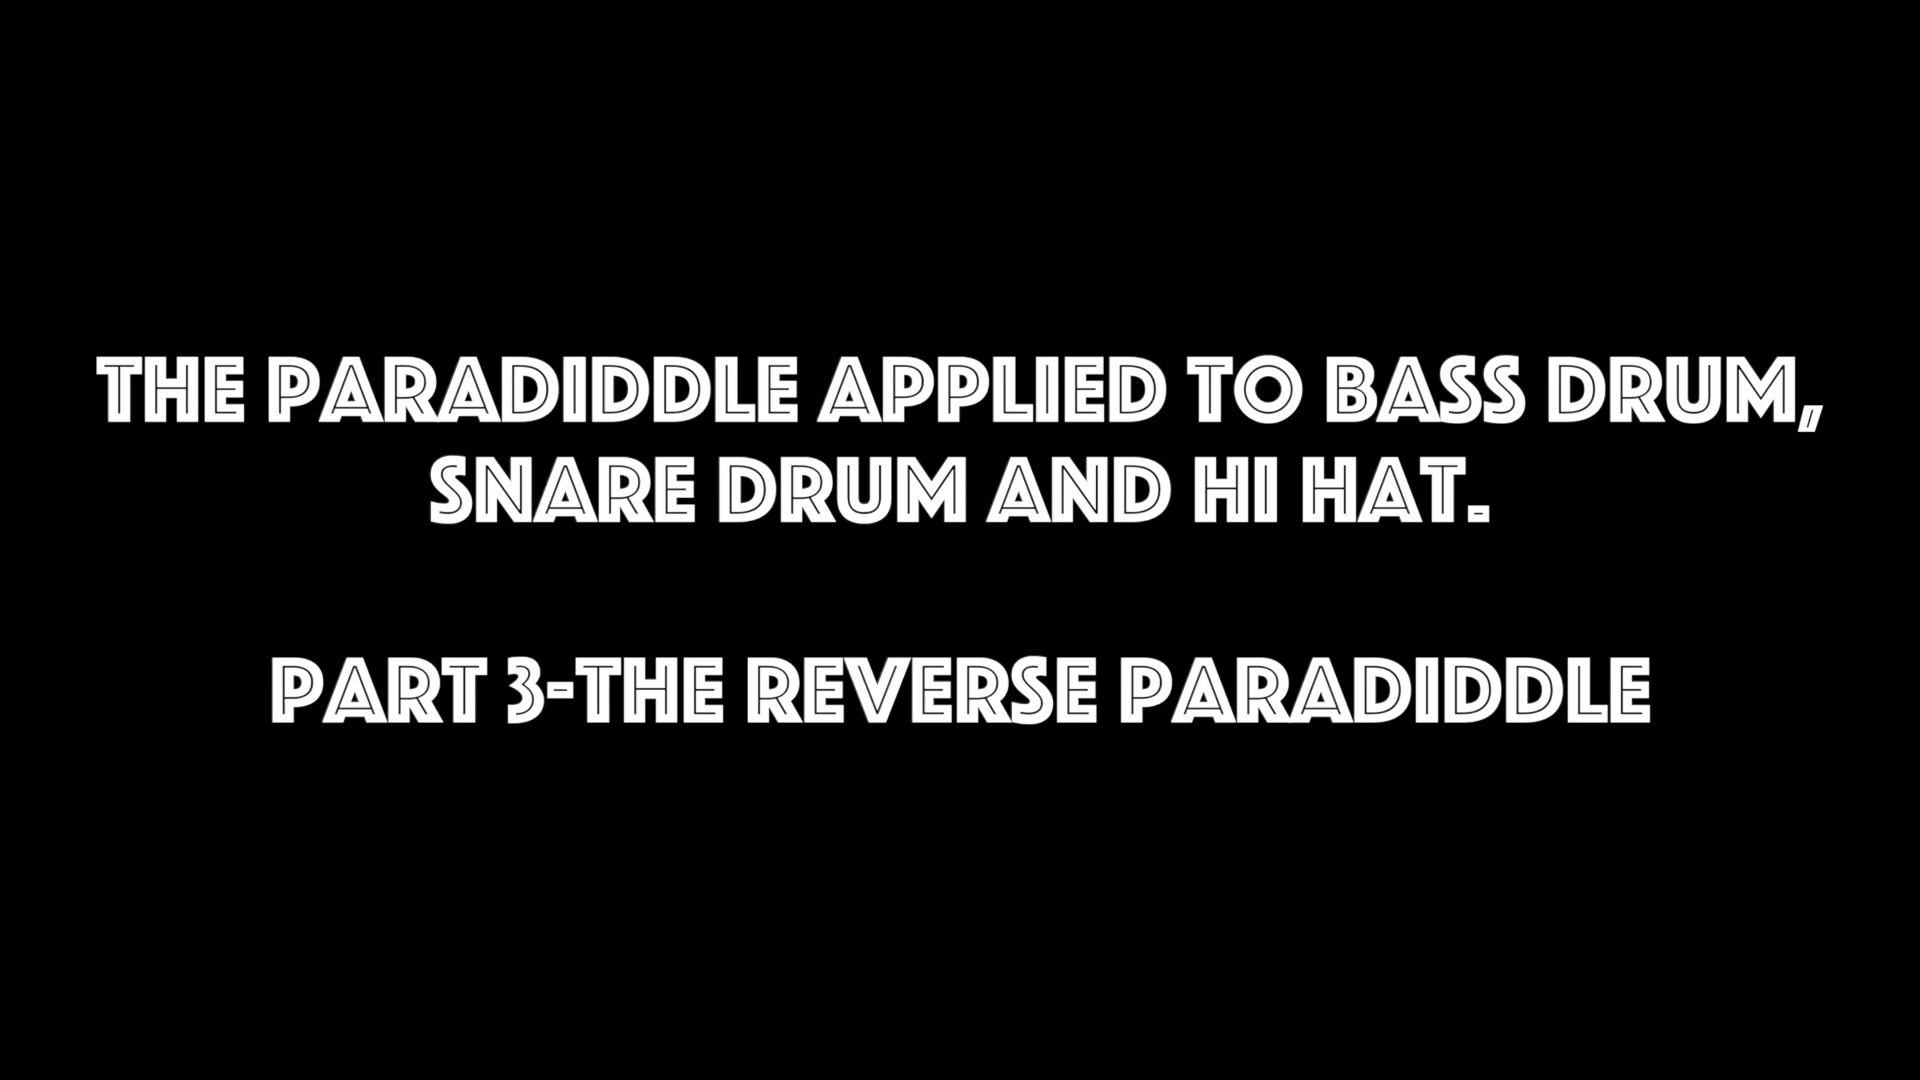 THE PARADIDDLE APPLIED TO BASS DRUM,
SNARE DRUM AND HI HAT.
PART 3-THE REVERSE PARADIDDLE